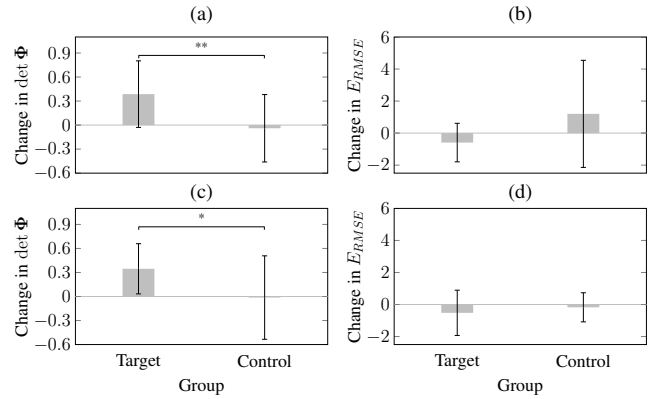 (a)
Change in det Φ
0.9
0.6
0.3
0
−0.3
−0.6
**
(b)
Change in E_RMSE
6
4
2
0
−2
(c)
Change in det Φ
0.9
0.6
0.3
0
−0.3
−0.6
*
Target Control
Group
(d)
Change in E_RMSE
6
4
2
0
−2
Target Control
Group